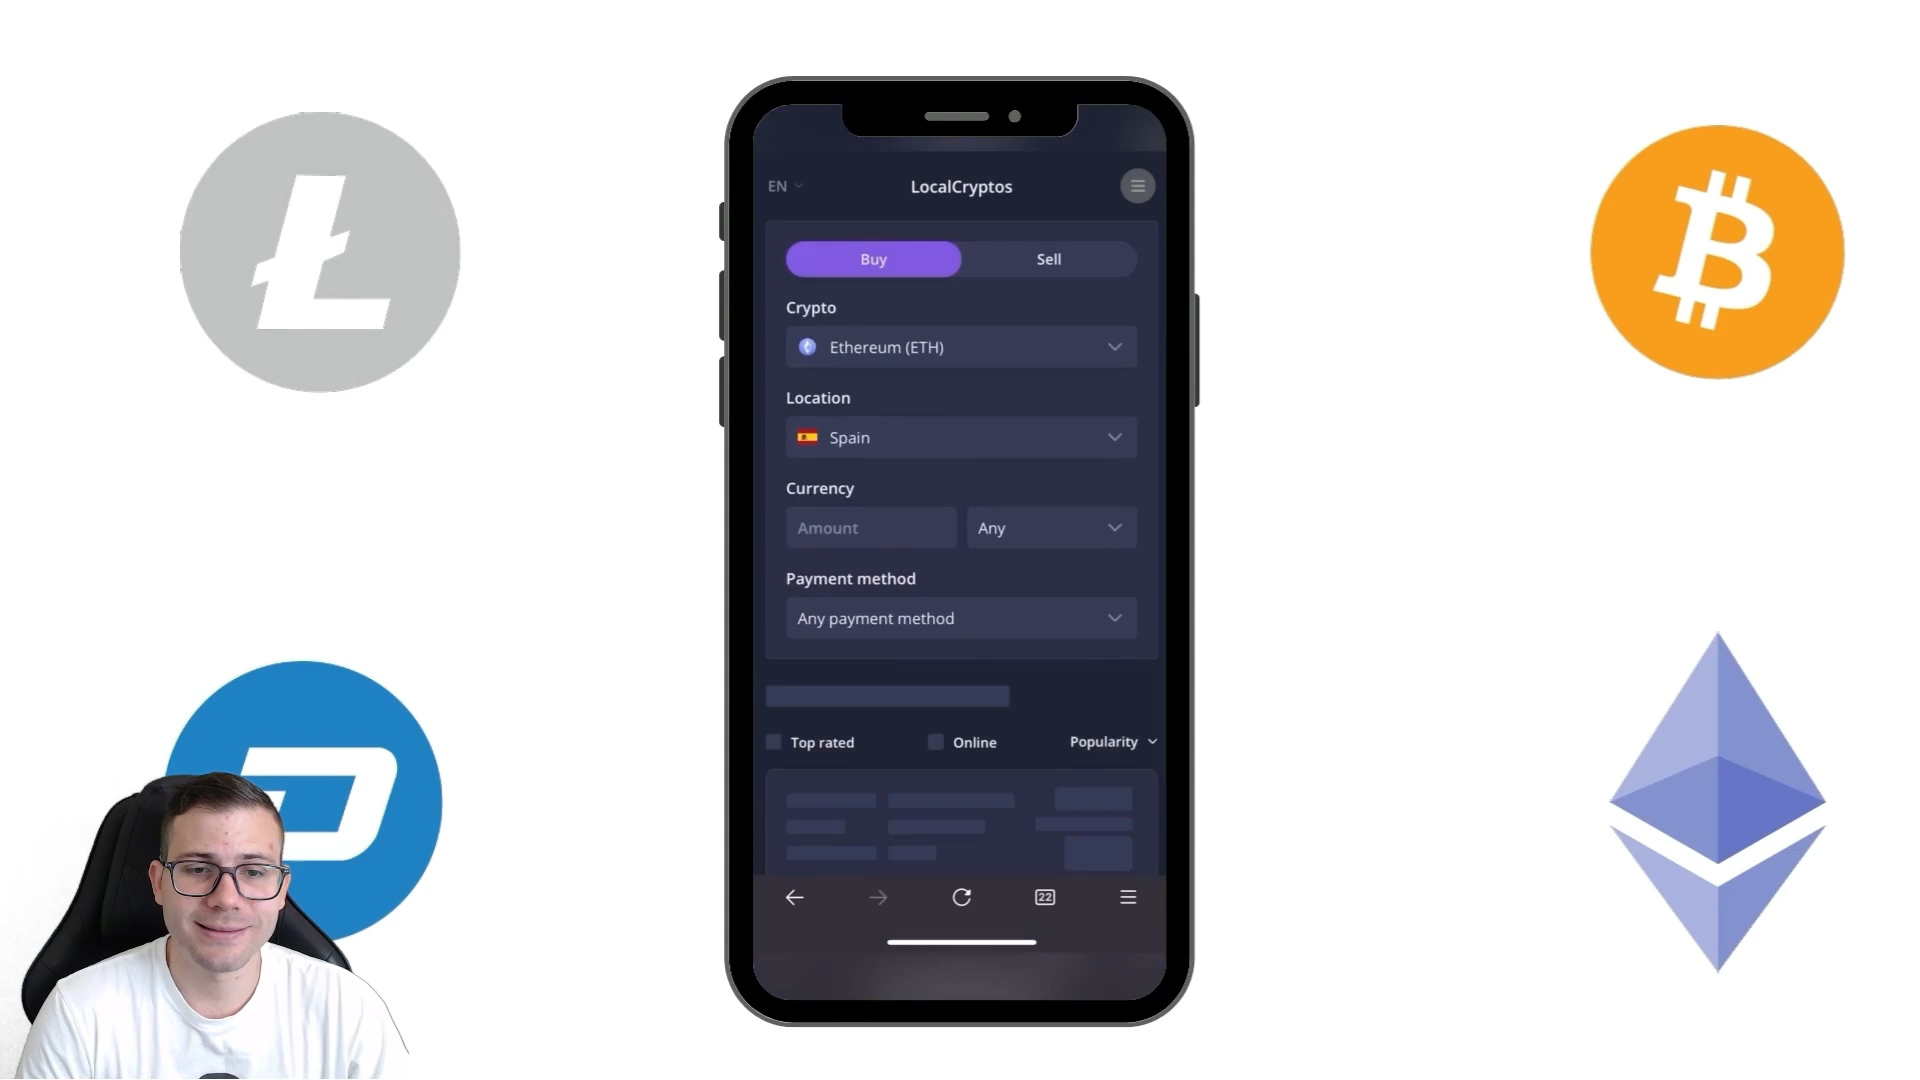 EN
LocalCryptos
Buy
Sell
Crypto
Ethereum (ETH)
Location
Spain
Currency
Amount
Any
Payment method
Any payment method
Top rated
Online
Popularity
22